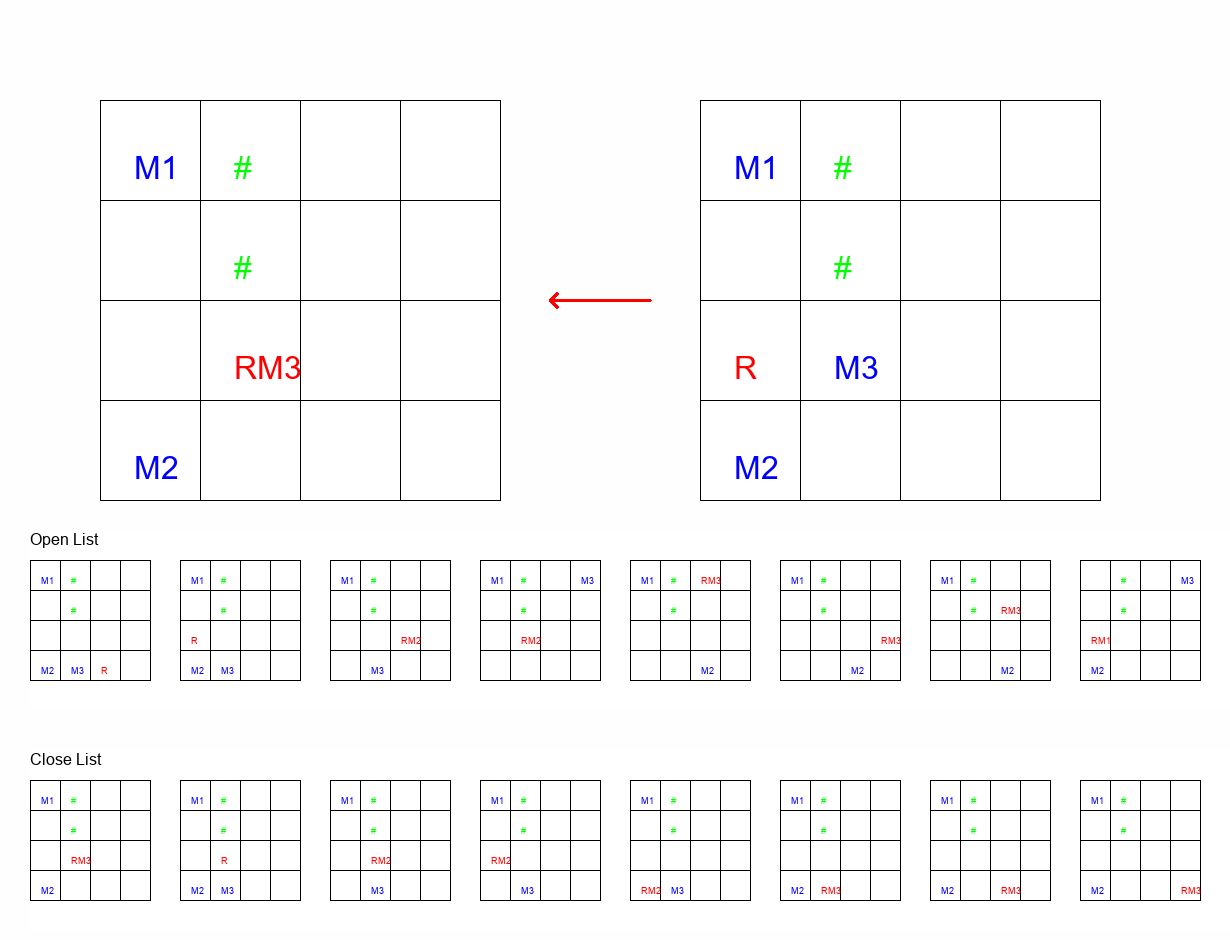 M1 # M1 #
# #
RM3 R M3
M2 M2
Open List
M1 # M1 # M1 # M1 # M3 M1 # RM3 M1 # M1 # # M3
# # # # # # # RM3 #
R RM2 RM2 RM3 RM1
M2 M3 R M2 M3 M3 M2 M2 M2 M2
Close List
M1 # M1 # M1 # M1 # M1 # M1 # M1 # M1 #
# # # # # # # #
RM3 R RM2 RM2
M2 M2 M3 M3 M3 RM2 M3 M2 RM3 M2 RM3 M2 RM3